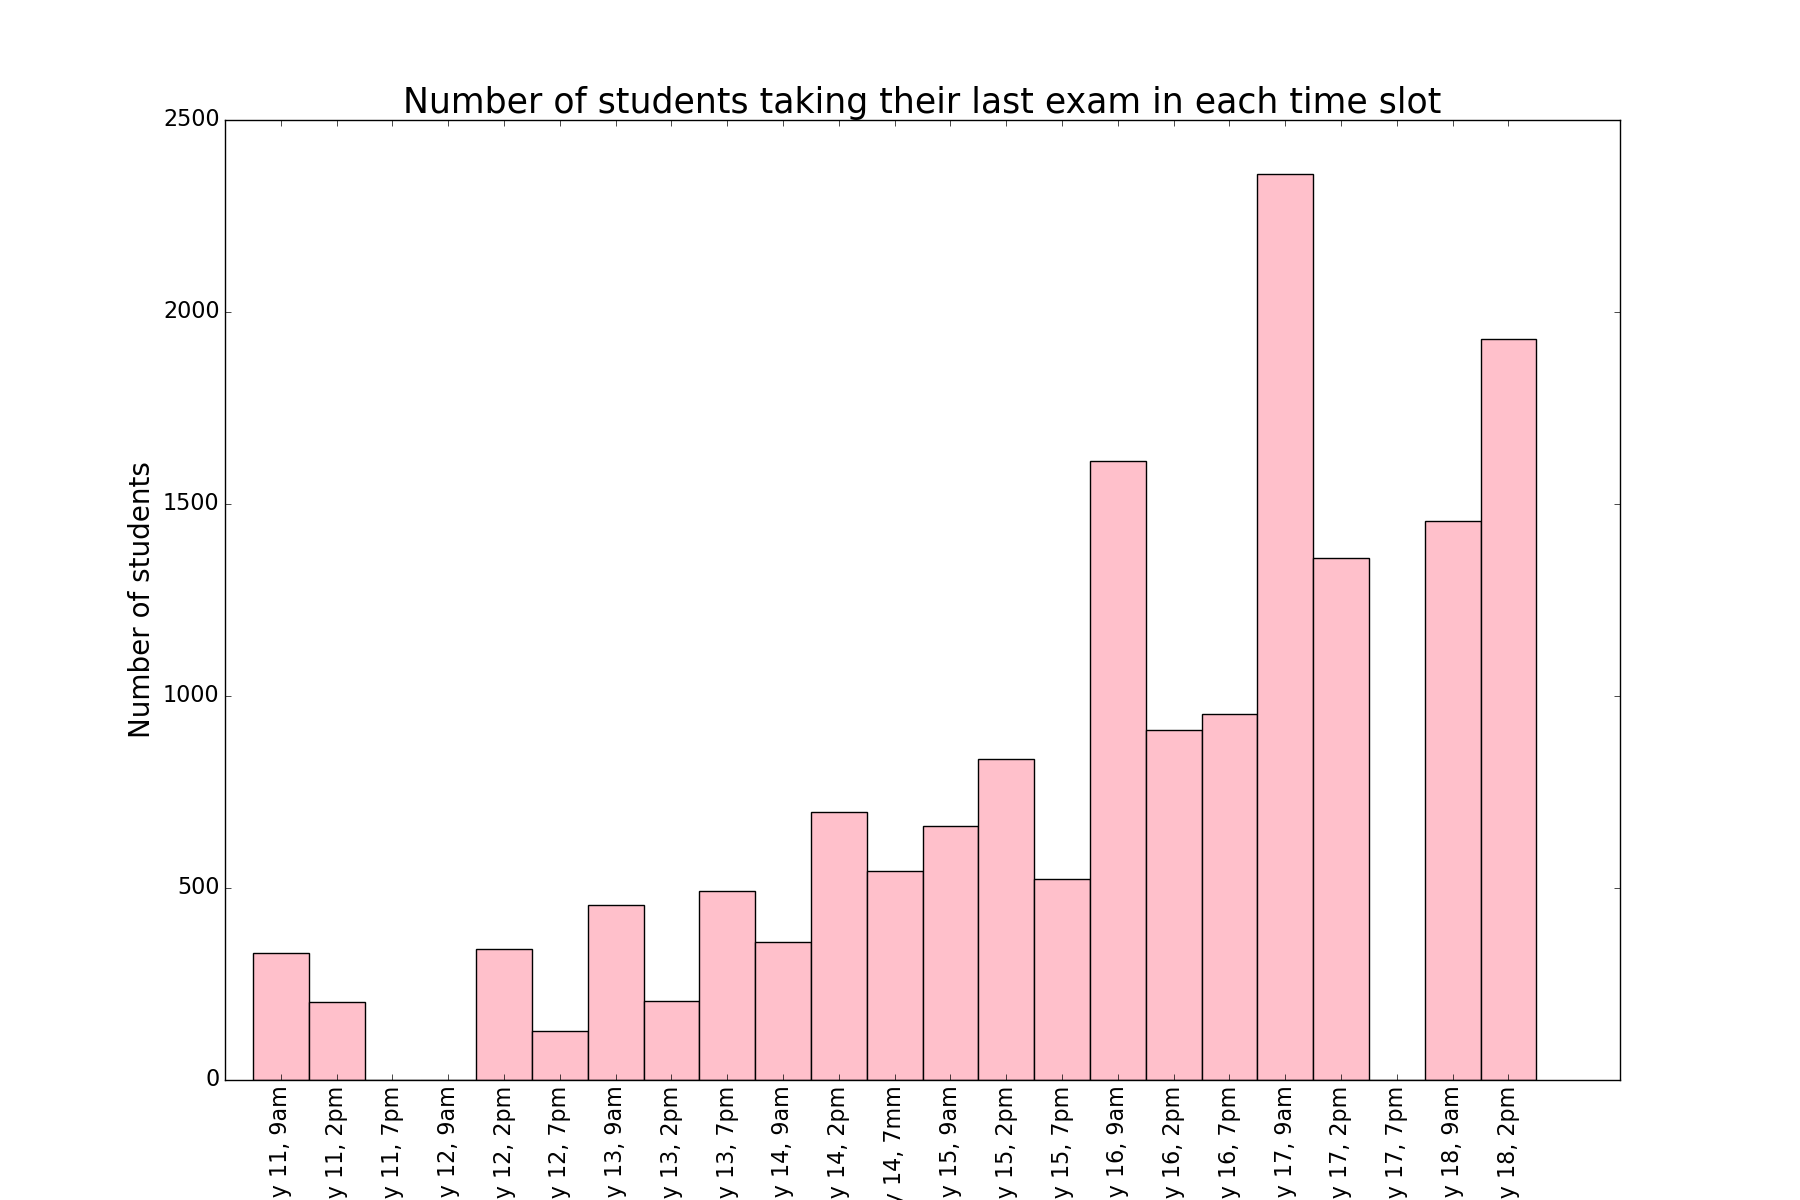 Number of students taking their last exam in each time slot
Number of students
2500
2000
1500
1000
500
0
y 11, 9am
y 11, 2pm
y 11, 7pm
y 12, 9am
y 12, 2pm
y 12, 7pm
y 13, 9am
y 13, 2pm
y 13, 7pm
y 14, 9am
y 14, 2pm
y 14, 7mm
y 15, 9am
y 15, 2pm
y 15, 7pm
y 16, 9am
y 16, 2pm
y 16, 7pm
y 17, 9am
y 17, 2pm
y 17, 7pm
y 18, 9am
y 18, 2pm